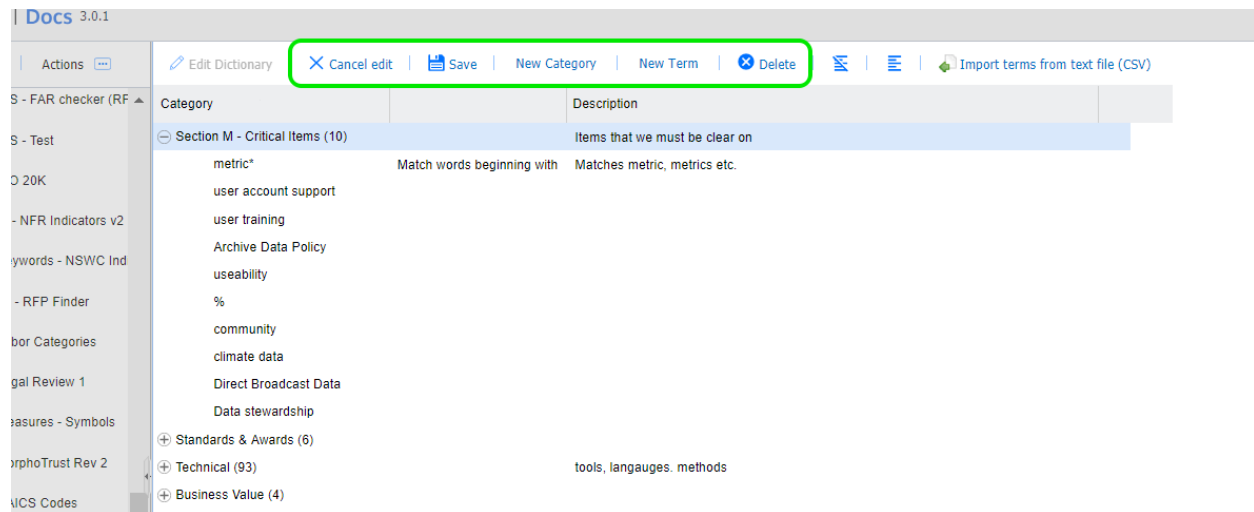 | Docs 3.0.1
Actions
Edit Dictionary
Cancel edit | Save | New Category | New Term | Delete
Import terms from text file (CSV)
S - FAR checker (RF
S - Test
O 20K
- NFR Indicators v2
ywords - NSWC Ind
- RFP Finder
bor Categories
gal Review 1
easures - Symbols
orphoTrust Rev 2
AICS Codes
Category Description
Section M - Critical Items (10) Items that we must be clear on
metric* Match words beginning with Matches metric, metrics etc.
user account support
user training
Archive Data Policy
useability
%
community
climate data
Direct Broadcast Data
Data stewardship
Standards & Awards (6)
Technical (93) tools, langauges. methods
Business Value (4)